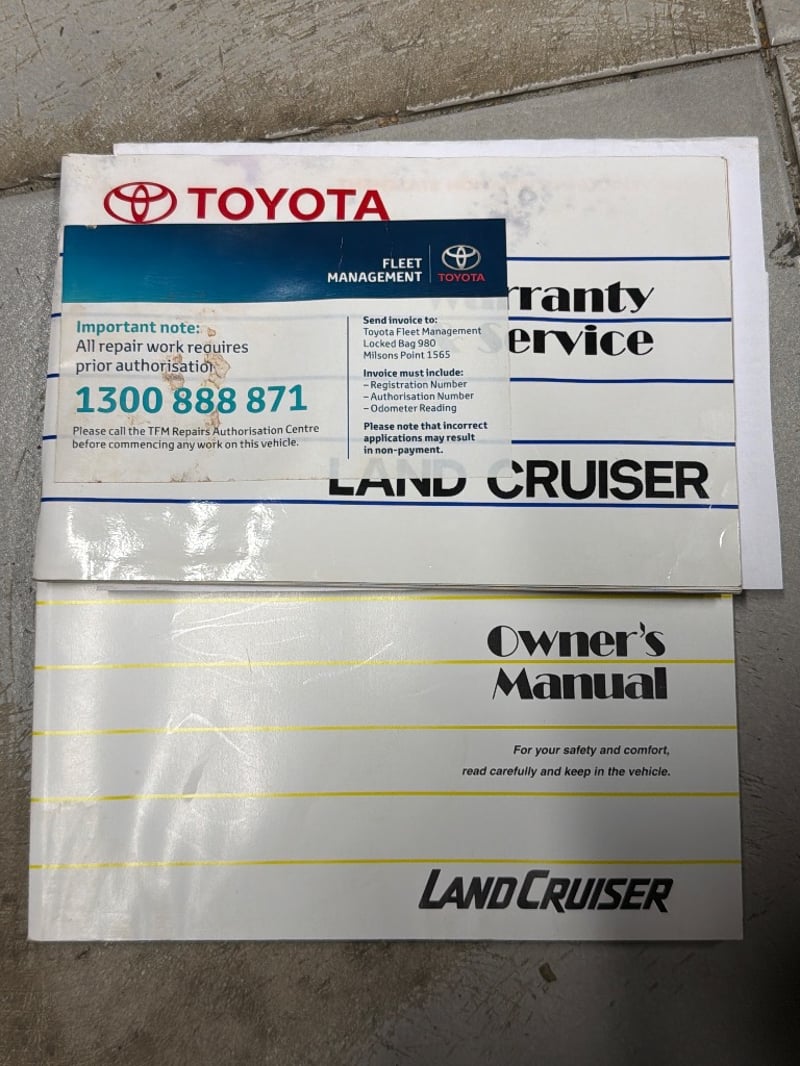 TOYOTA
FLEET
MANAGEMENT
TOYOTA
Warranty
& Service
Important note:
All repair work requires
prior authorisation
1300 888 871
Please call the TFM Repairs Authorisation Centre
before commencing any work on this vehicle.
Send invoice to:
Toyota Fleet Management
Locked Bag 980
Milsons Point 1565
Invoice must include:
– Registration Number
– Authorisation Number
– Odometer Reading
Please note that incorrect
applications may result
in non-payment.
LAND CRUISER
Owner's
Manual
For your safety and comfort,
read carefully and keep in the vehicle.
LAND CRUISER